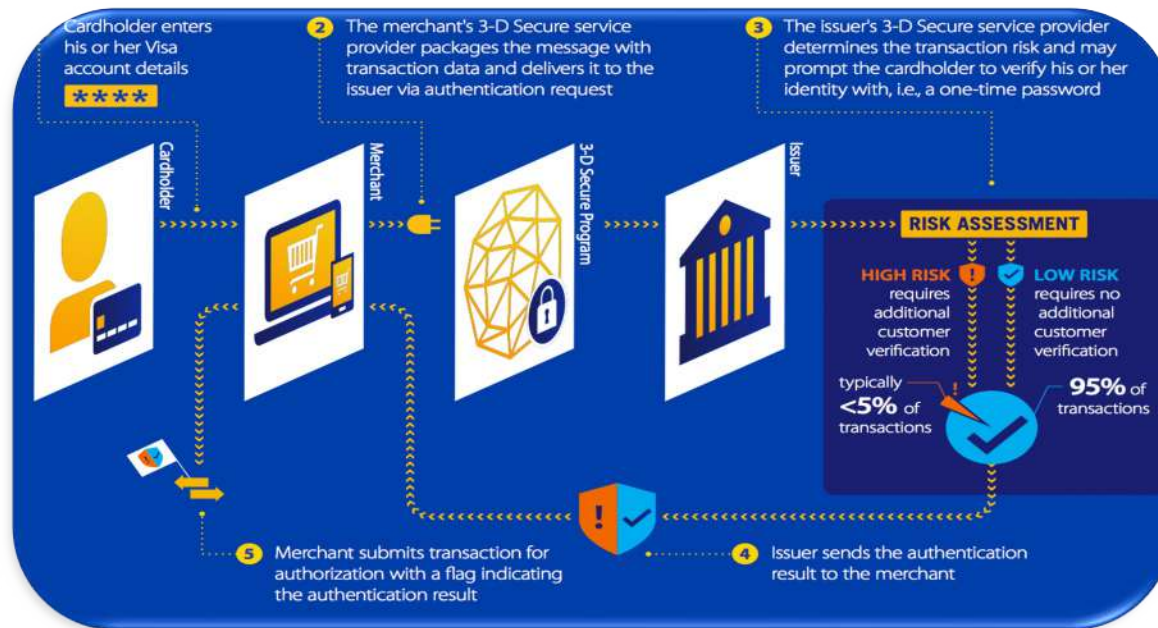 Cardholder enters
his or her Visa
account details
****
2
The merchant's 3-D Secure service
provider packages the message with
transaction data and delivers it to the
issuer via authentication request
3
The issuer's 3-D Secure service provider
determines the transaction risk and may
prompt the cardholder to verify his or her
identity with, i.e., a one-time password
Cardholder
Merchant
3-D Secure Program
Issuer
RISK ASSESSMENT
HIGH RISK
requires
additional
customer
verification
LOW RISK
requires no
additional
customer
verification
typically
<5% of
transactions
95% of
transactions
5
Merchant submits transaction for
authorization with a flag indicating
the authentication result
4
Issuer sends the authentication
result to the merchant